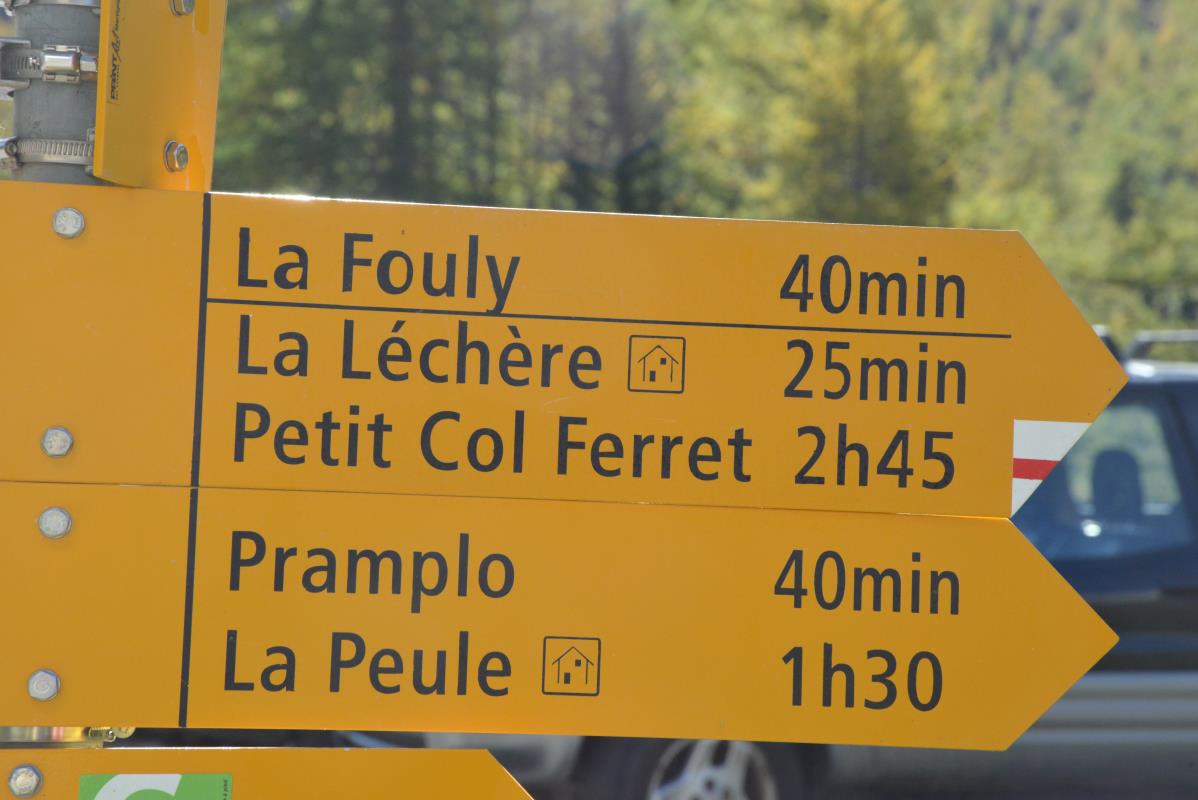 La Fouly 40min
La Léchère 25min
Petit Col Ferret 2h45
Pramplo 40min
La Peule 1h30